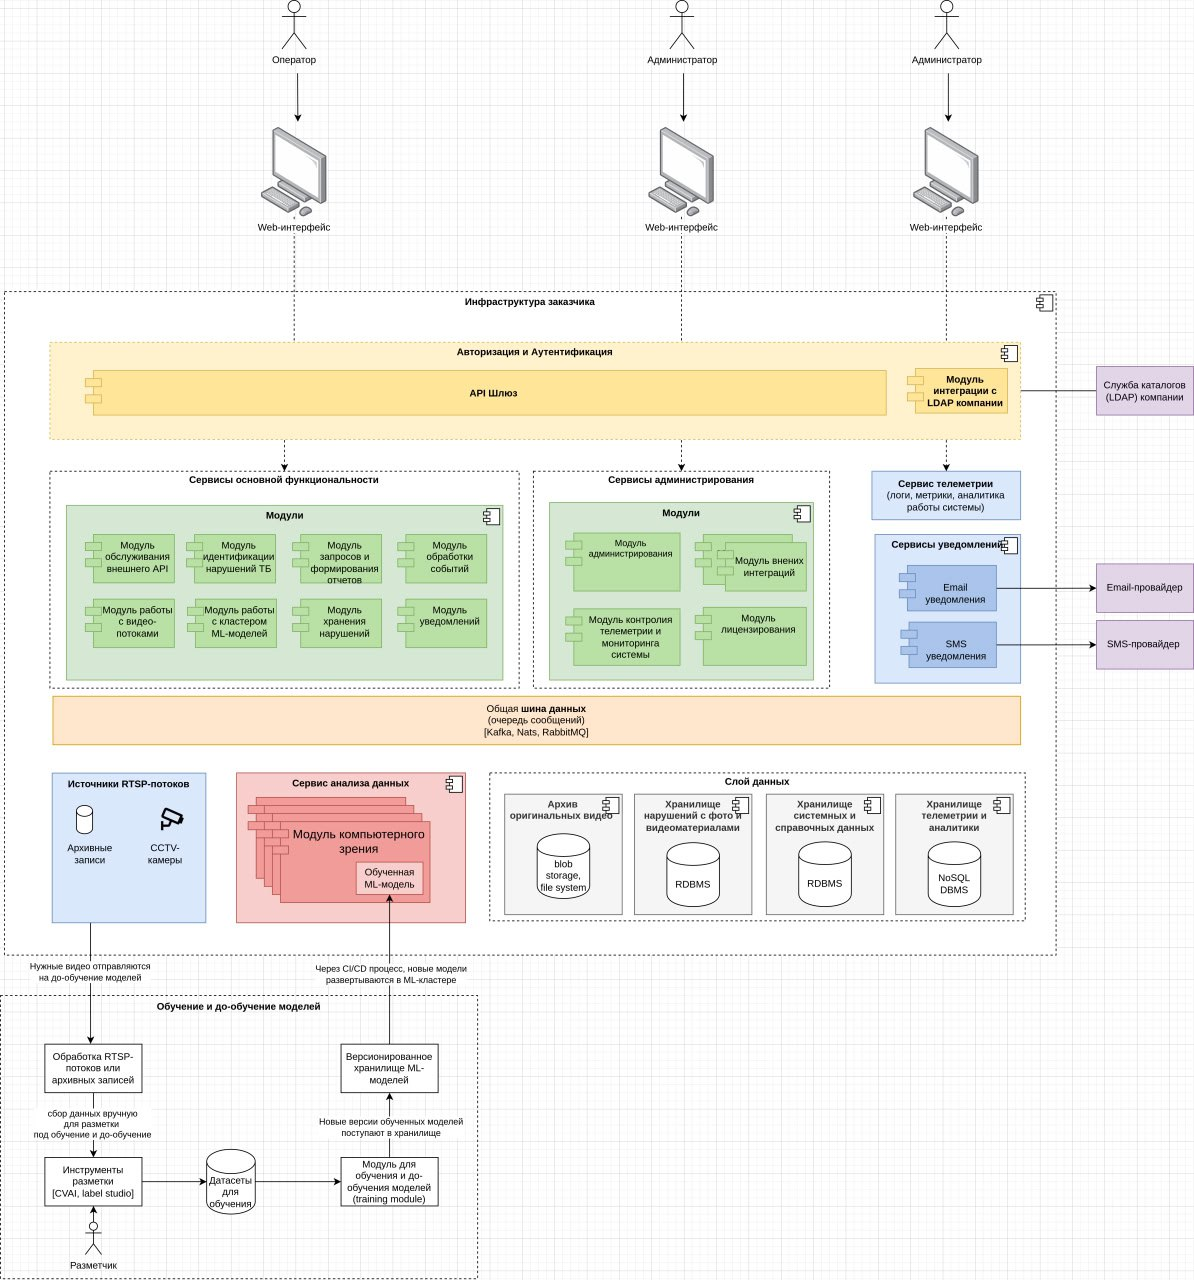 Оператор
Администратор
Администратор
Web-интерфейс
Web-интерфейс
Web-интерфейс
Инфраструктура заказчика
Авторизация и Аутентификация
API Шлюз
Модуль
интеграции с
LDAP компании
Служба каталогов
(LDAP) компании
Сервисы основной функциональности
Модули
Модуль
обслуживания
внешнего API
Модуль
идентификации
нарушений ТБ
Модуль
запросов и
формирования
отчетов
Модуль
обработки
событий
Модуль работы
с видео-
потоками
Модуль работы
с кластером
ML-моделей
Модуль
хранения
нарушений
Модуль
уведомлений
Сервисы администрирования
Модули
Модуль
администрирования
Модуль внених
интеграций
Модуль контролия
телеметрии и
мониторинга
системы
Модуль
лицензирования
Сервис телеметрии
(логи, метрики, аналитика
работы системы)
Сервисы уведомлений
Email
уведомления
SMS
уведомления
Email-провайдер
SMS-провайдер
Общая шина данных
(очередь сообщений)
[Kafka, Nats, RabbitMQ]
Источники RTSP-потоков
Архивные
записи
CCTV-
камеры
Сервис анализа данных
Модуль компьютерного
зрения
Обученная
ML-модель
Слой данных
Архив
оригинальных видео
blob
storage,
file system
Хранилище
нарушений с фото и
видеоматериалами
RDBMS
Хранилище
системных и
справочных данных
RDBMS
Хранилище
телеметрии и
аналитики
NoSQL
DBMS
Нужные видео отправляются
на до-обучение моделей
Через CI/CD процесс, новые модели
развертываются в ML-кластере
Обучение и до-обучение моделей
Обработка RTSP-
потоков или
архивных записей
Версионированное
хранилище ML-
моделей
сбор данных вручную
для разметки
под обучение и до-обучение
Новые версии обученных моделей
поступают в хранилище
Инструменты
разметки
[CVAI, label studio]
Датасеты
для
обучения
Модуль для
обучения и до-
обучения моделей
(training module)
Разметчик